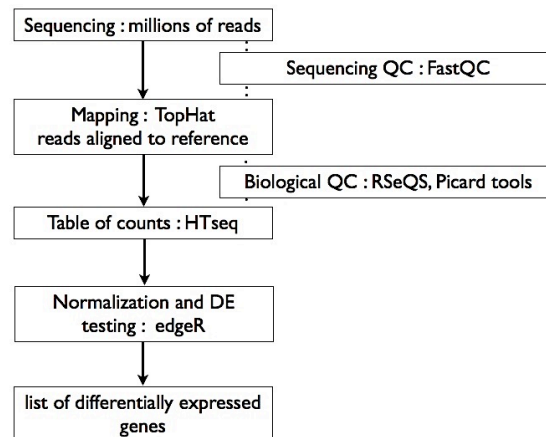 Sequencing : millions of reads
Sequencing QC : FastQC
Mapping : TopHat
reads aligned to reference
Biological QC : RSeQS, Picard tools
Table of counts : HTseq
Normalization and DE
testing : edgeR
list of differentially expressed
genes